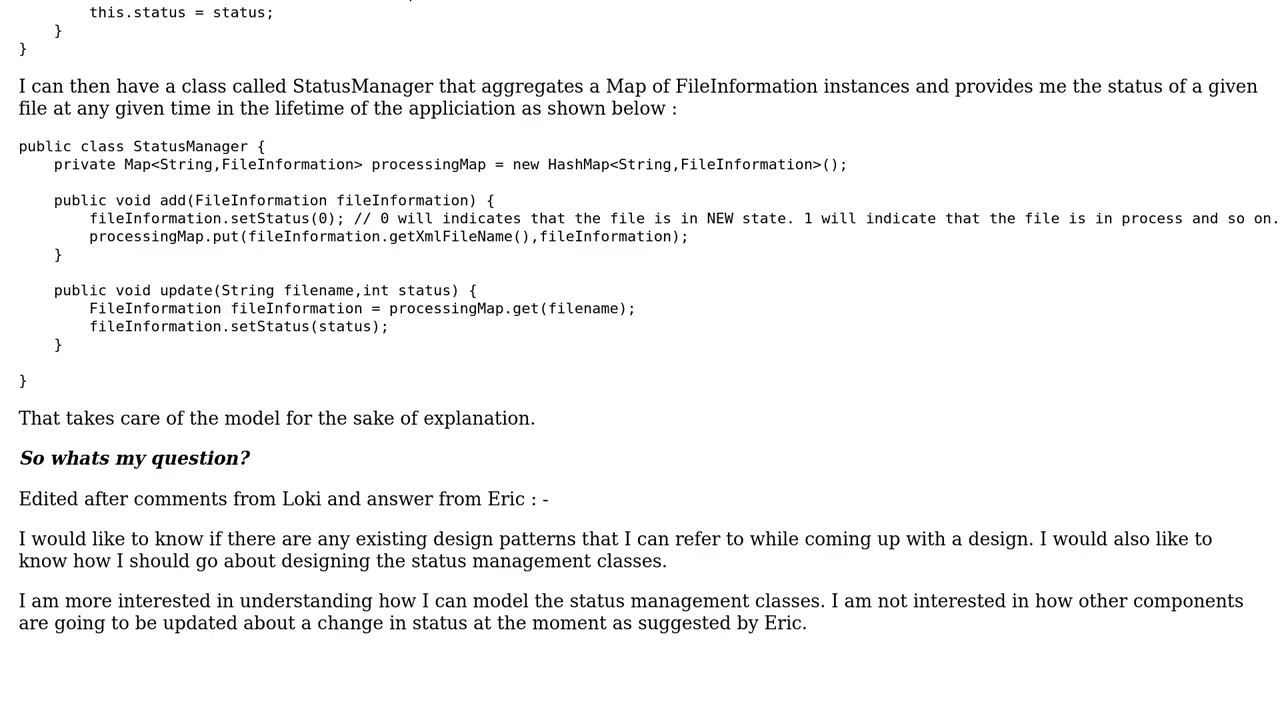 this.status = status;
    }
}
I can then have a class called StatusManager that aggregates a Map of FileInformation instances and provides me the status of a given
file at any given time in the lifetime of the appliciation as shown below :
public class StatusManager {
    private Map<String,FileInformation> processingMap = new HashMap<String,FileInformation>();
    public void add(FileInformation fileInformation) {
        fileInformation.setStatus(0); // 0 will indicates that the file is in NEW state. 1 will indicate that the file is in process and so on.
        processingMap.put(fileInformation.getXmlFileName(),fileInformation);
    }
    public void update(String filename,int status) {
        FileInformation fileInformation = processingMap.get(filename);
        fileInformation.setStatus(status);
    }
}
That takes care of the model for the sake of explanation.
So whats my question?
Edited after comments from Loki and answer from Eric : -
I would like to know if there are any existing design patterns that I can refer to while coming up with a design. I would also like to
know how I should go about designing the status management classes.
I am more interested in understanding how I can model the status management classes. I am not interested in how other components
are going to be updated about a change in status at the moment as suggested by Eric.